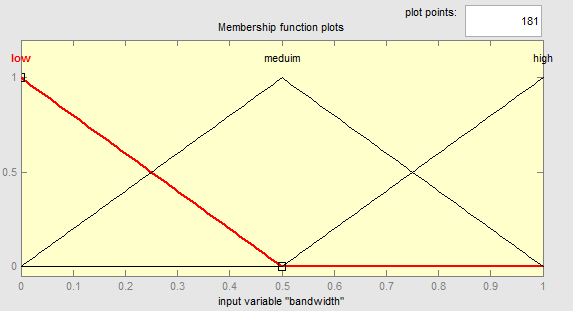 plot points: 181
Membership function plots
low meduim high
1
0.5
0
0 0.1 0.2 0.3 0.4 0.5 0.6 0.7 0.8 0.9 1
input variable "bandwidth"